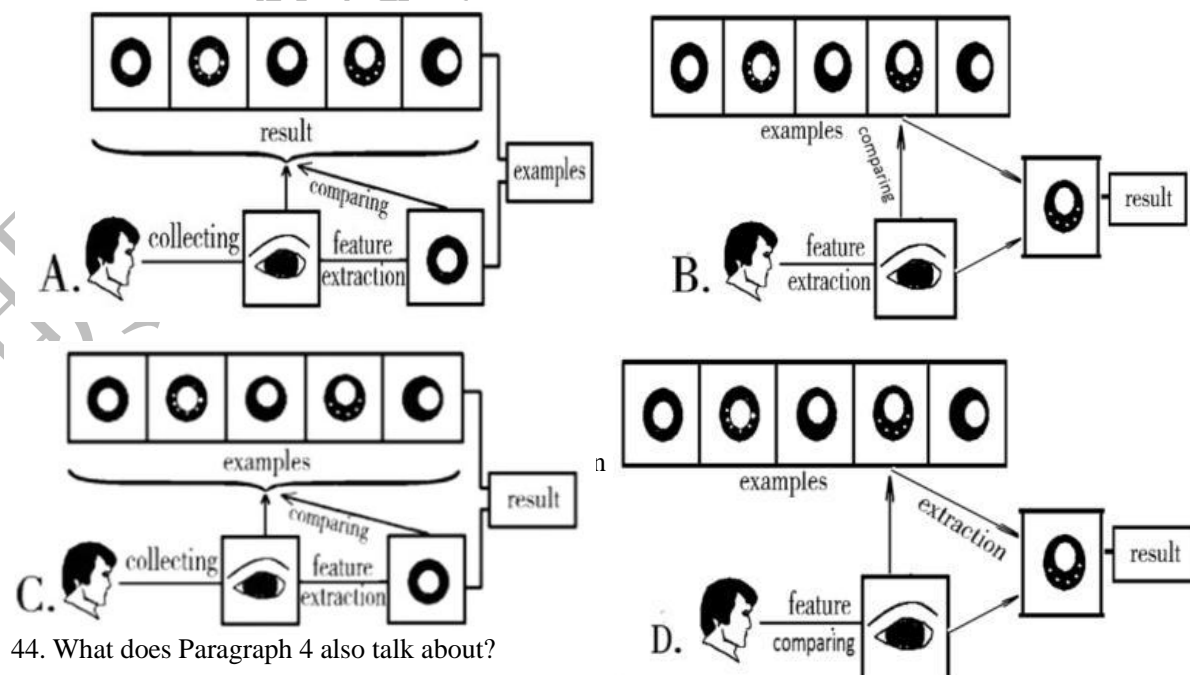 result
comparing
examples
collecting
feature
extraction
A.
examples
comparing
feature
extraction
result
B.
examples
comparing
result
collecting
feature
extraction
C.
n
examples
extraction
result
feature
comparing
D.
44. What does Paragraph 4 also talk about?